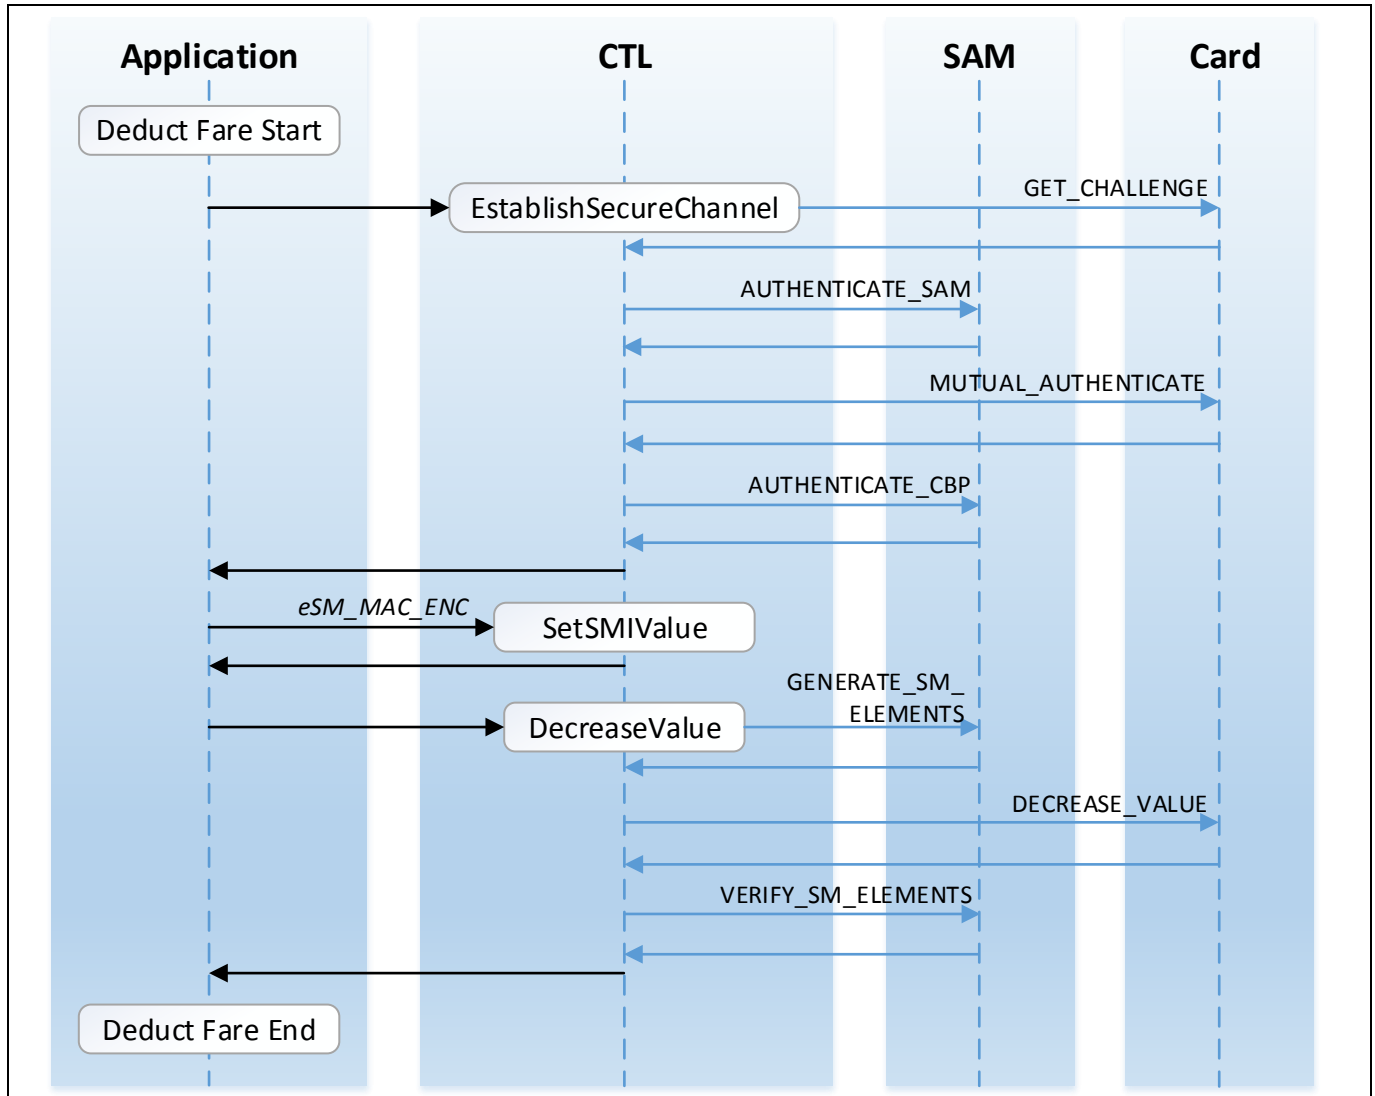 Application CTL SAM Card
Deduct Fare Start
GET_CHALLENGE
EstablishSecureChannel
AUTHENTICATE_SAM
MUTUAL_AUTHENTICATE
AUTHENTICATE_CBP
eSM_MAC_ENC
SetSMIValue
GENERATE_SM_
ELEMENTS
DecreaseValue
DECREASE_VALUE
VERIFY_SM_ELEMENTS
Deduct Fare End